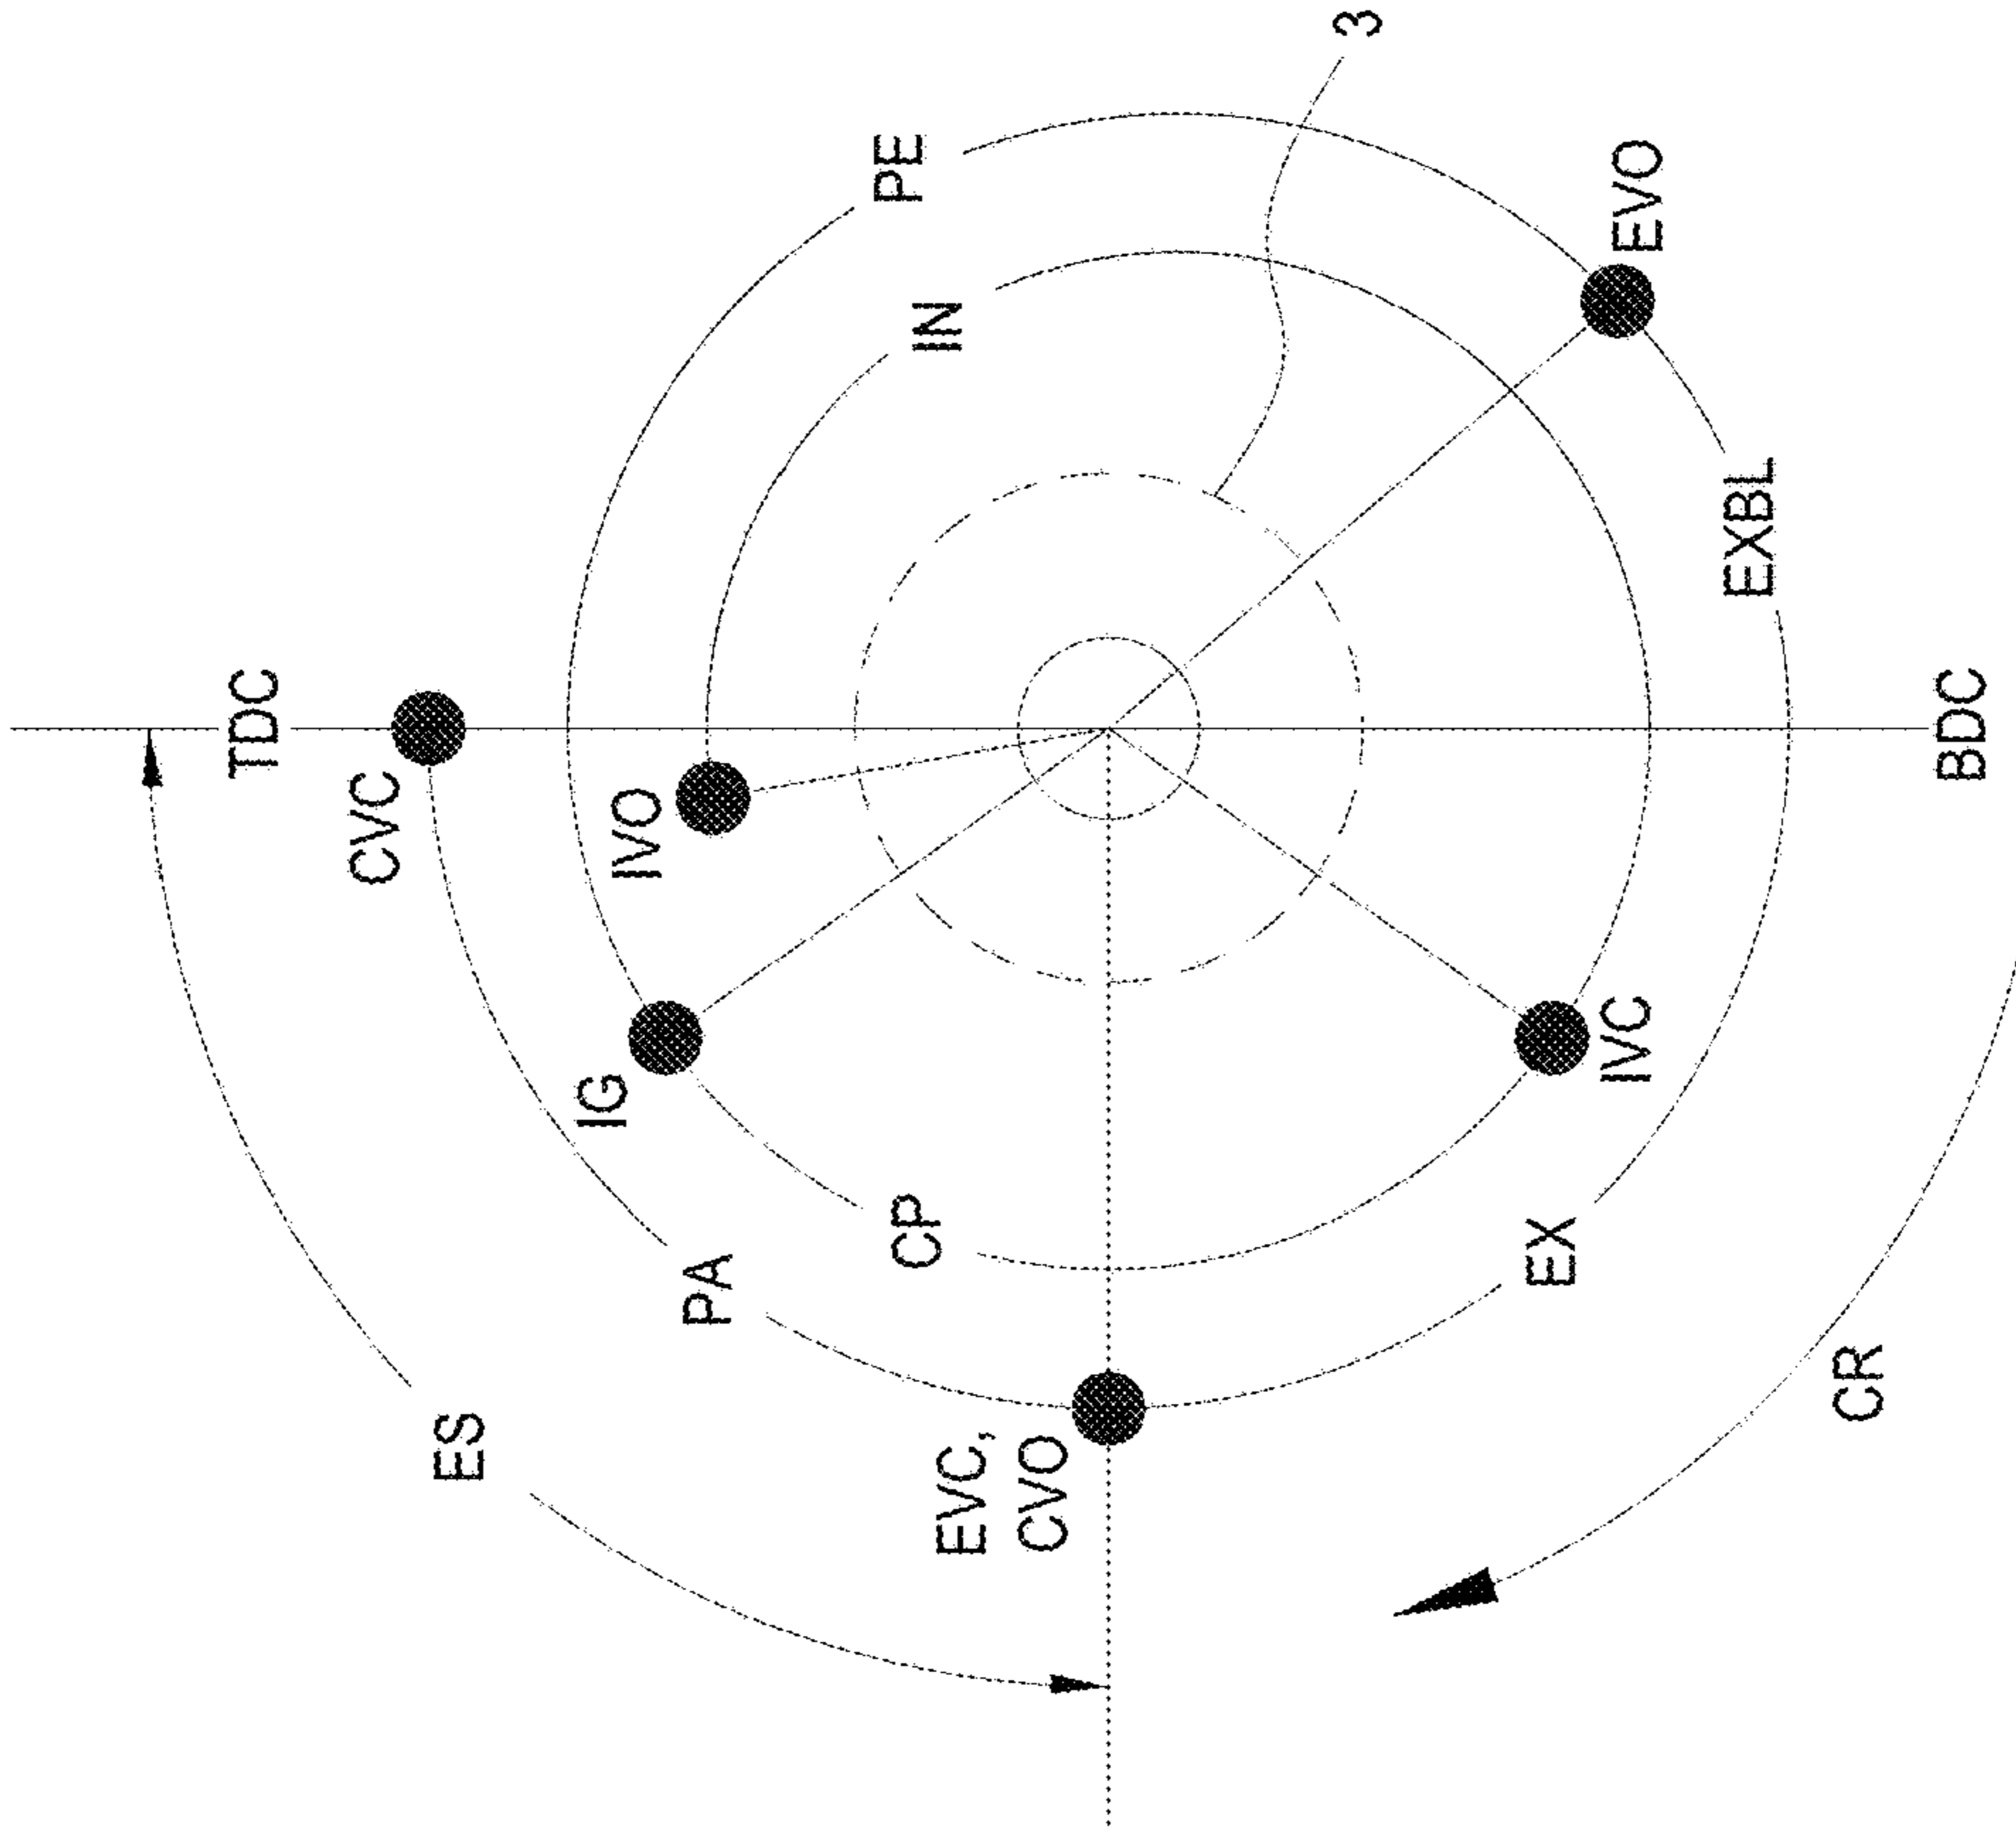 3
PE
IN
EVO
TDC
CVC
IVO
EXBL
BDC
IG
IVC
CP
PA
EX
ES
EVC,
CVO
CR